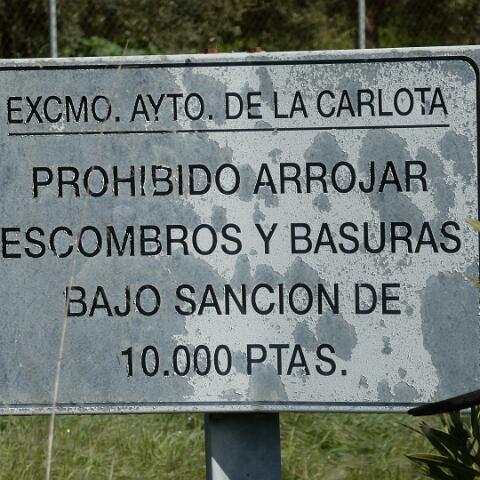 EXCMO. AYTO. DE LA CARLOTA
PROHIBIDO ARROJAR
ESCOMBROS Y BASURAS
BAJO SANCION DE
10.000 PTAS.